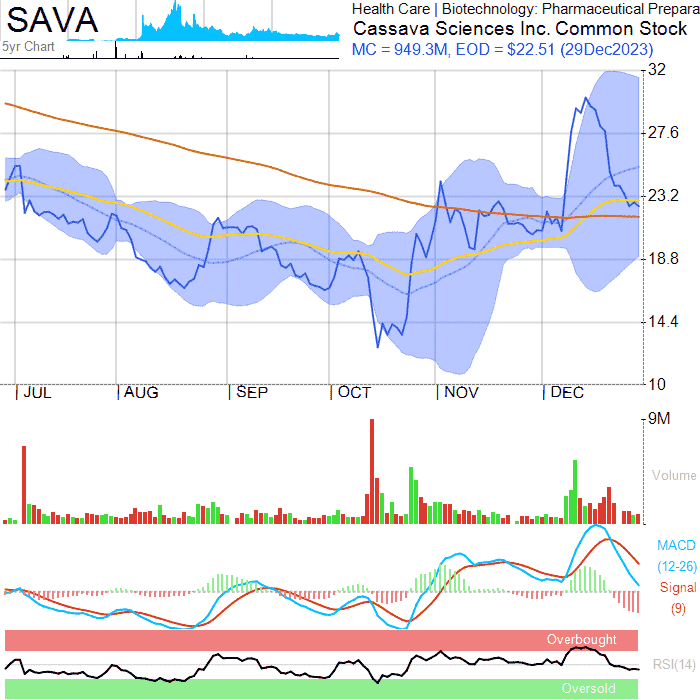 SAVA
5yr Chart
Health Care | Biotechnology: Pharmaceutical Prepara
Cassava Sciences Inc. Common Stock
MC = 949.3M, EOD = $22.51 (29Dec2023)
32
27.6
23.2
18.8
14.4
10
JUL
AUG
SEP
OCT
NOV
DEC
9M
Volume
MACD
(12-26)
Signal
(9)
Overbought
RSI(14)
Oversold